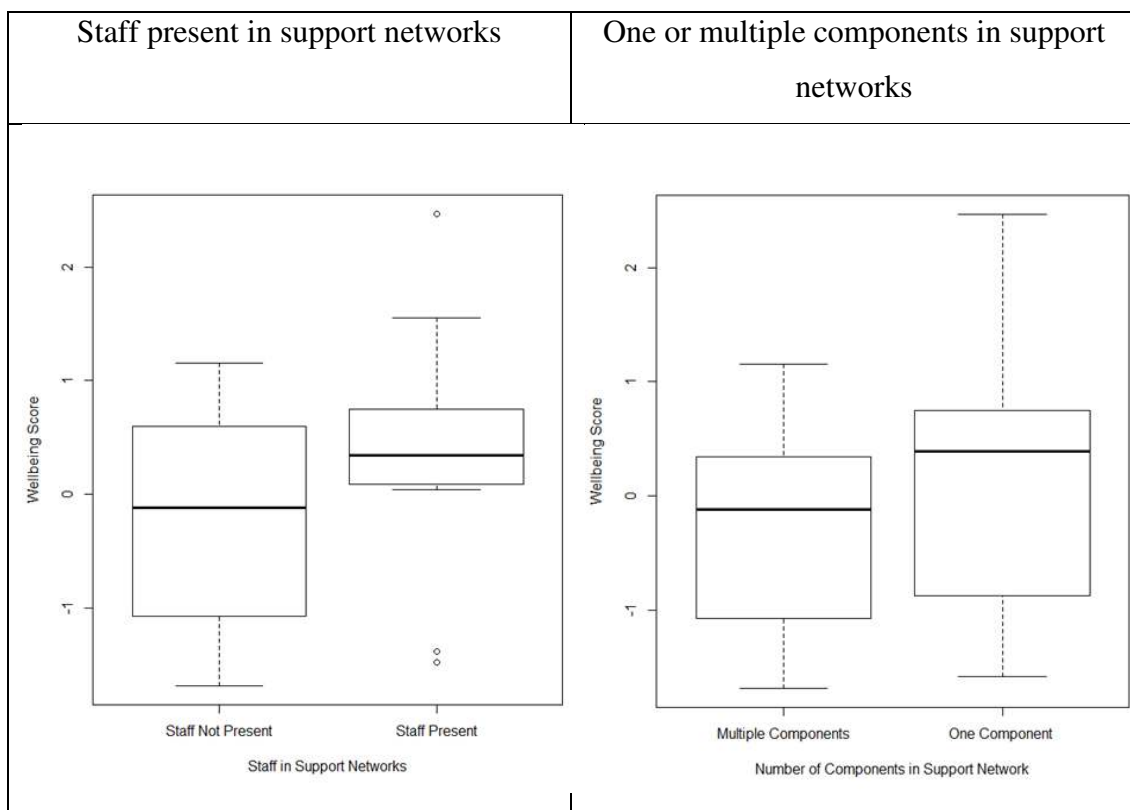 Staff present in support networks
One or multiple components in support
networks
Wellbeing Score
2
1
0
-1
Staff Not Present
Staff Present
Staff in Support Networks
Wellbeing Score
2
1
0
-1
Multiple Components
One Component
Number of Components in Support Network